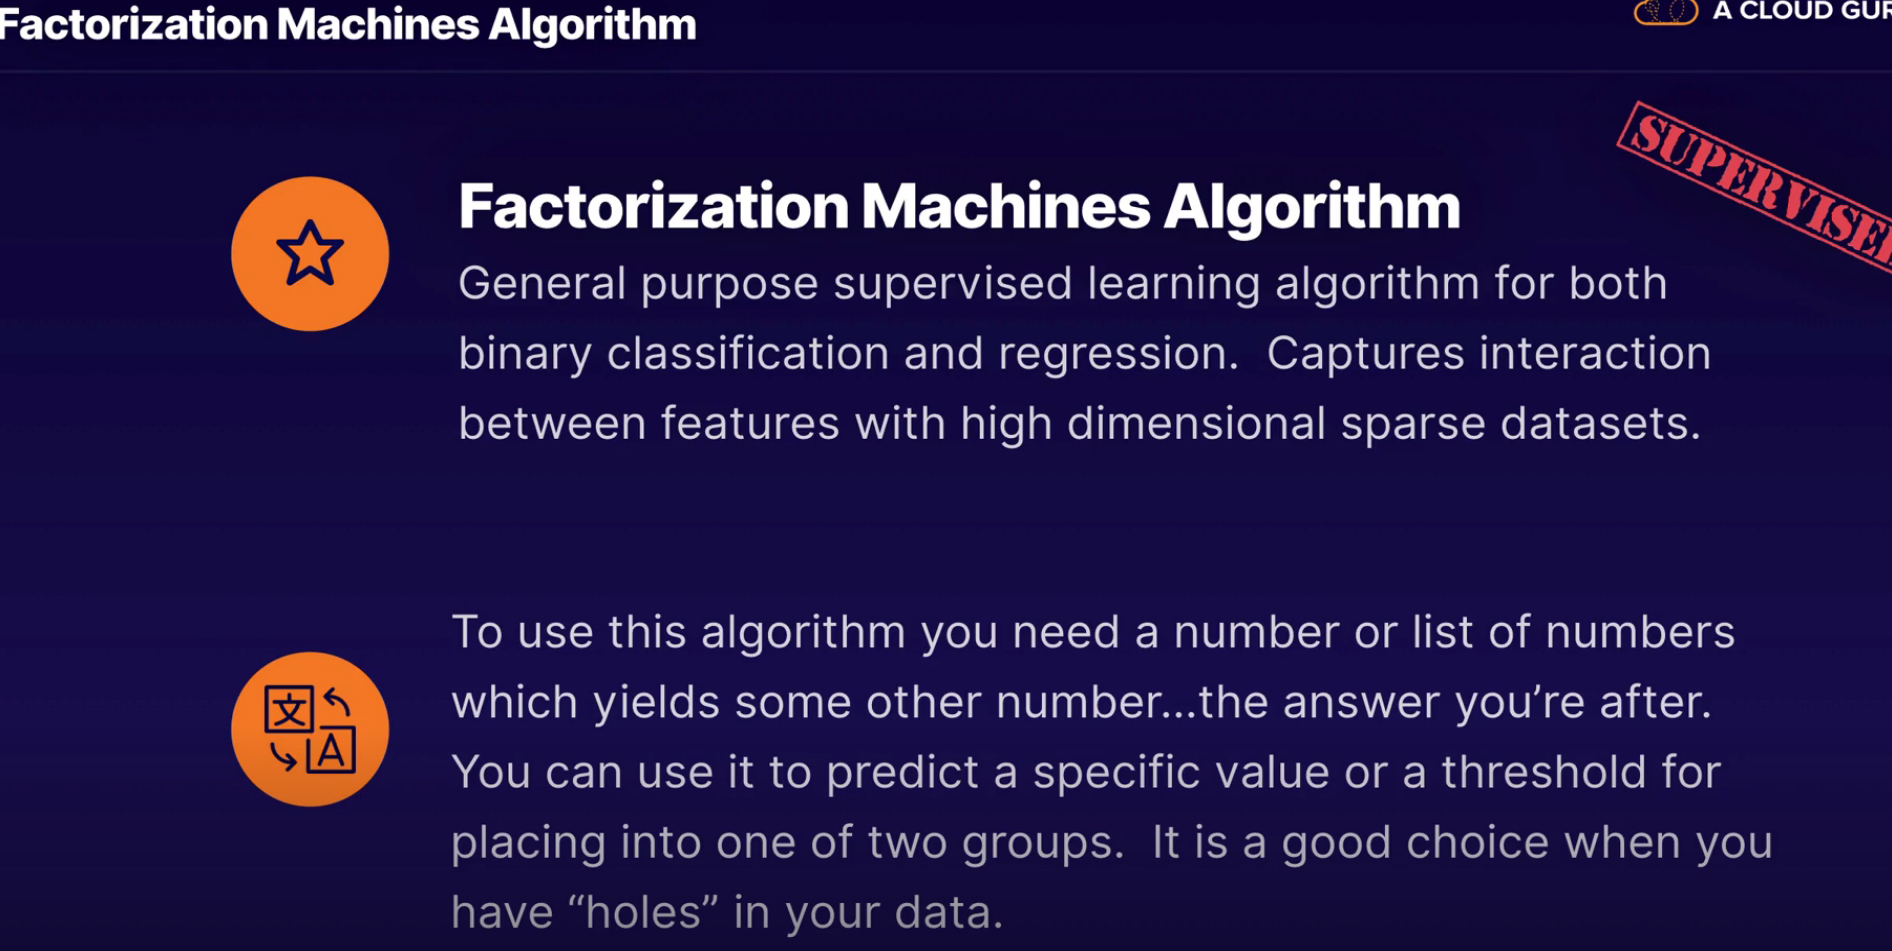 Factorization Machines Algorithm
A CLOUD GUR
SUPERVISE
Factorization Machines Algorithm
General purpose supervised learning algorithm for both
binary classification and regression.  Captures interaction
between features with high dimensional sparse datasets.
文
A
To use this algorithm you need a number or list of numbers
which yields some other number...the answer you’re after.
You can use it to predict a specific value or a threshold for
placing into one of two groups.  It is a good choice when you
have “holes” in your data.